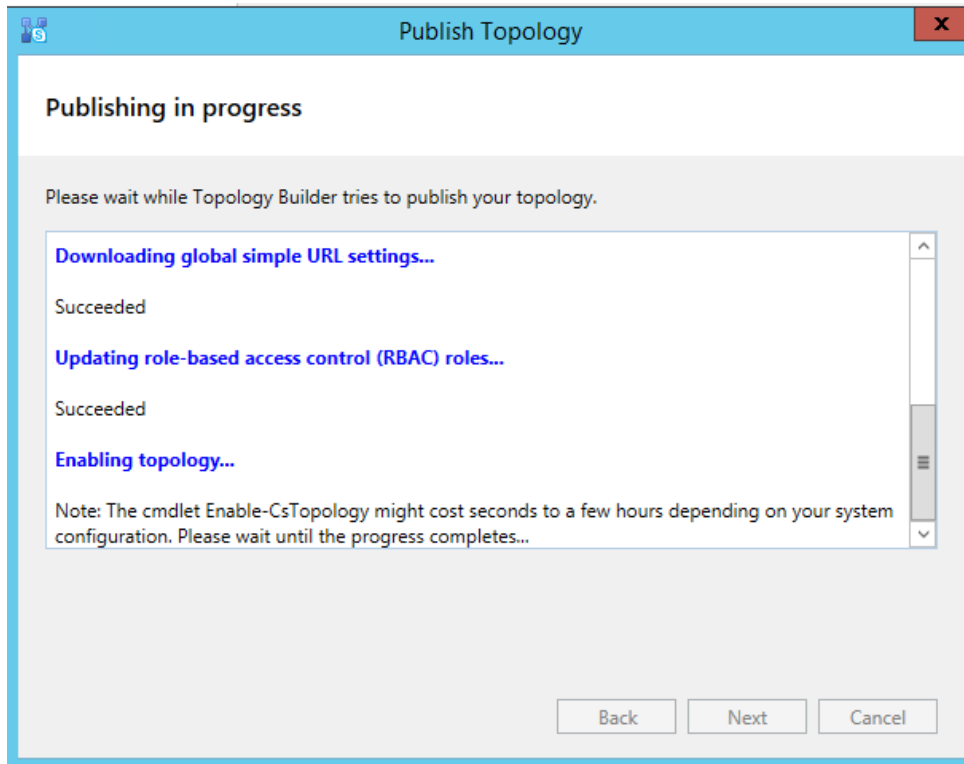 Publish Topology
x
Publishing in progress
Please wait while Topology Builder tries to publish your topology.
Downloading global simple URL settings...
Succeeded
Updating role-based access control (RBAC) roles...
Succeeded
Enabling topology...
Note: The cmdlet Enable-CsTopology might cost seconds to a few hours depending on your system
configuration. Please wait until the progress completes...
Back
Next
Cancel